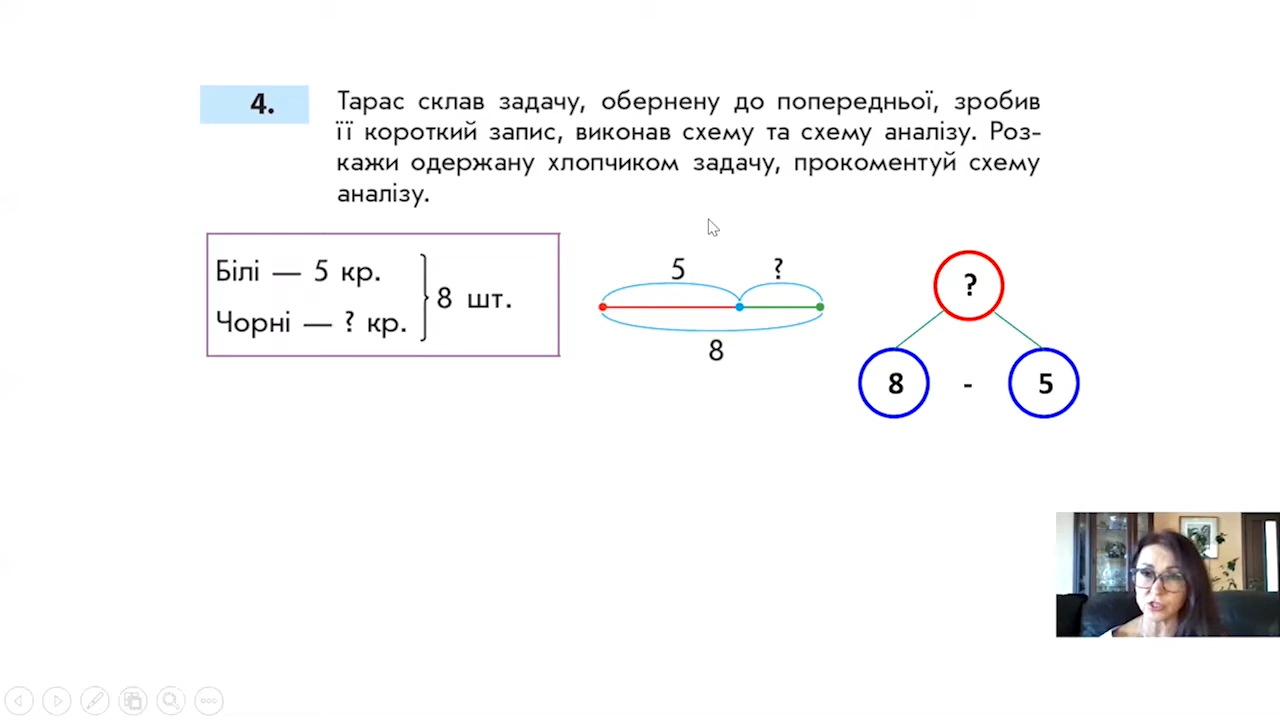 4.
Тарас склав задачу, обернену до попередньої, зробив
її короткий запис, виконав схему та схему аналізу. Роз-
кажи одержану хлопчиком задачу, прокоментуй схему
аналізу.
Білі — 5 кр.
Чорні — ? кр.
8 шт.
5 ?
8
?
8 - 5